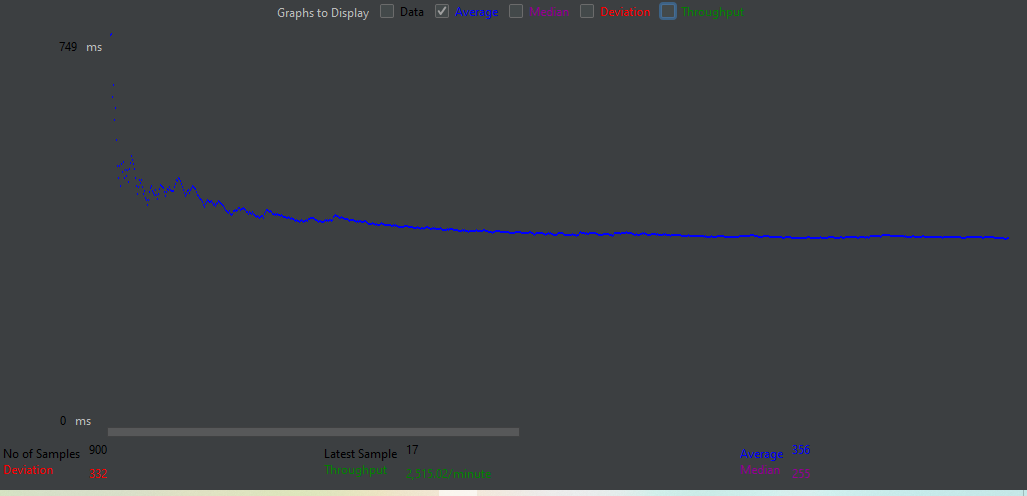 Graphs to Display Data Average Median Deviation Throughput
749 ms
0 ms
No of Samples 900 Latest Sample 17 Average 356
Deviation 332 Throughput 2,515.02/minute Median